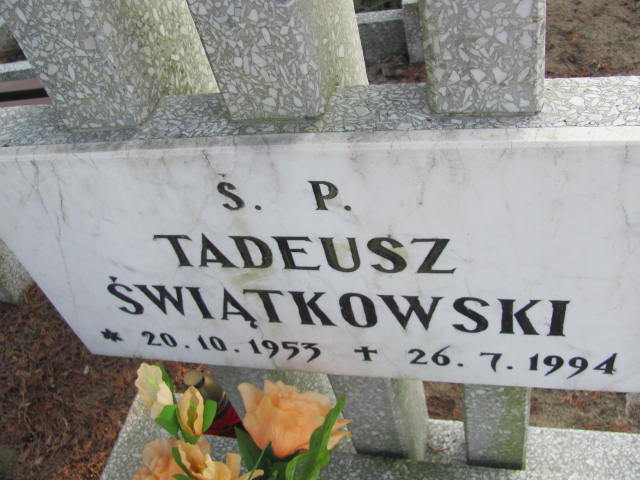 Ś. P.
TADEUSZ
ŚWIĄTKOWSKI
* 20.10.1953 + 26.7.1994